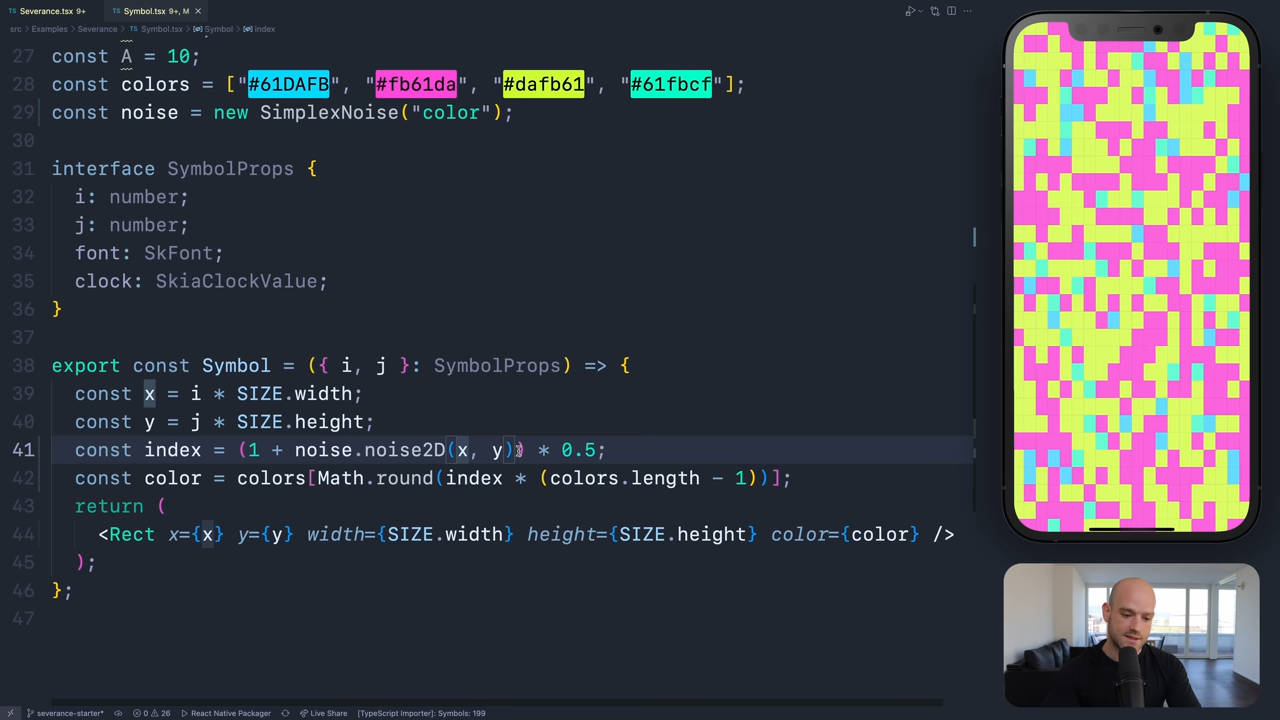 Severance.tsx 9+
Symbol.tsx 9+, M
src > Examples > Severance > Symbol.tsx > Symbol > index
27 const A = 10;
28 const colors = ["#61DAFB", "#fb61da", "#dafb61", "#61fbcf"];
29 const noise = new SimplexNoise("color");
30
31 interface SymbolProps {
32 i: number;
33 j: number;
34 font: SkFont;
35 clock: SkiaClockValue;
36 }
37
38 export const Symbol = ({ i, j }: SymbolProps) => {
39 const x = i * SIZE.width;
40 const y = j * SIZE.height;
41 const index = (1 + noise.noise2D(x, y)) * 0.5;
42 const color = colors[Math.round(index * (colors.length - 1))];
43 return (
44 <Rect x={x} y={y} width={SIZE.width} height={SIZE.height} color={color} />
45 );
46 };
47
severance-starter* 0 26 React Native Packager Live Share [TypeScript Importer]: Symbols: 199